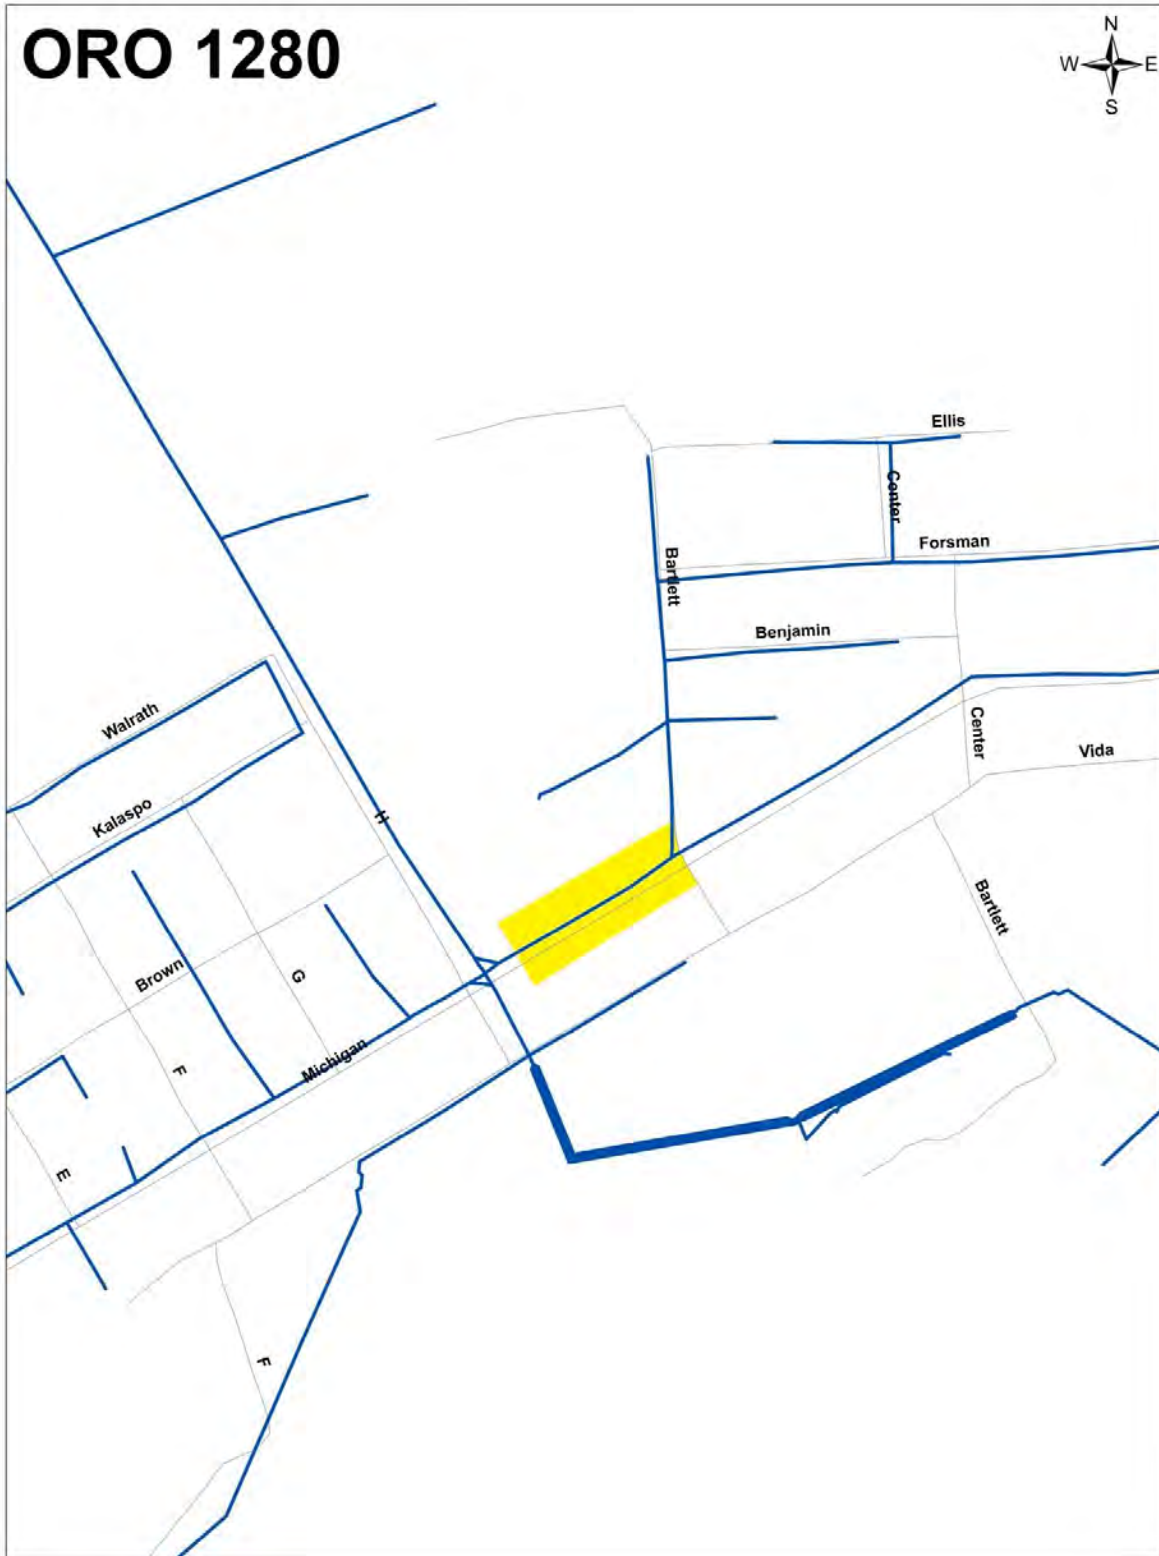 ORO 1280
N
W E
S
Ellis
Center
Forsman
Bartlett
Benjamin
Walrath
Center
Vida
Kalaspo
H
Bartlett
Brown
G
Michigan
F
E
F